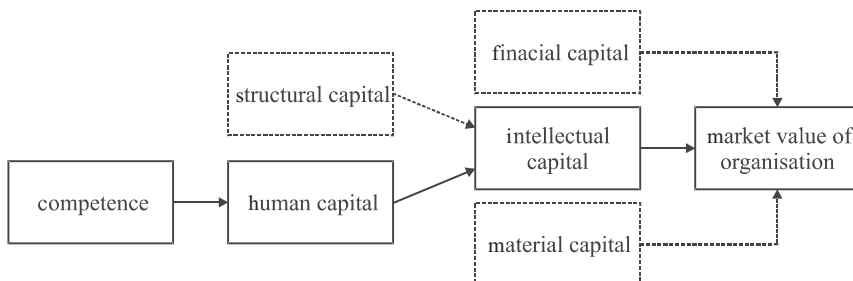 finacial capital
structural capital
intellectual
capital
market value of
organisation
competence
human capital
material capital